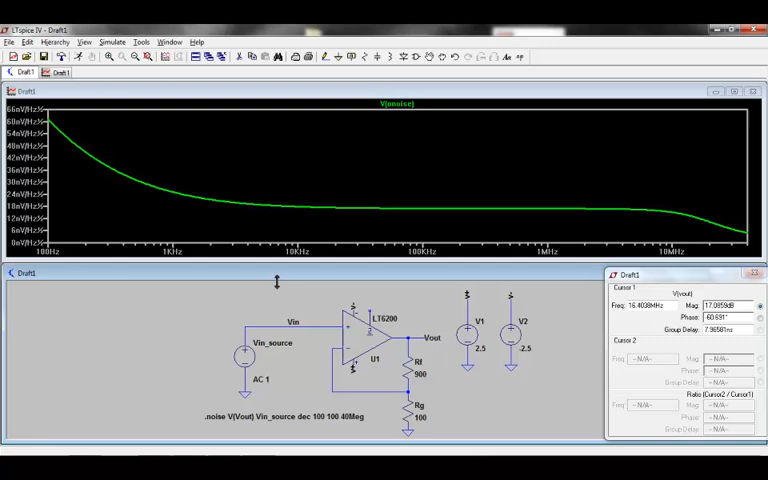 LTspice IV - Draft1
File Edit Hierarchy View Simulate Tools Window Help
Draft1 Draft1
Draft1
V(onoise)
66nV/Hz½
60nV/Hz½
54nV/Hz½
48nV/Hz½
42nV/Hz½
36nV/Hz½
30nV/Hz½
24nV/Hz½
18nV/Hz½
12nV/Hz½
6nV/Hz½
0nV/Hz½
100Hz 1KHz 10KHz 100KHz 1MHz 10MHz
Draft1
Vin
Vin_source
AC 1
LT6200
U1
Vout
Rf
900
Rg
100
V1
2.5
V2
2.5
.noise V(Vout) Vin_source dec 100 100 40Meg
Draft1
Cursor 1
V(vout)
Freq: 16.4038MHz Mag: 17.0859dB
Phase: -60.691°
Group Delay: 7.96581ns
Cursor 2
Freq: --N/A-- Mag: --N/A--
Phase: --N/A--
Group Delay: --N/A--
Ratio (Cursor2 / Cursor1)
Freq: --N/A-- Mag: --N/A--
Phase: --N/A--
Group Delay: --N/A--